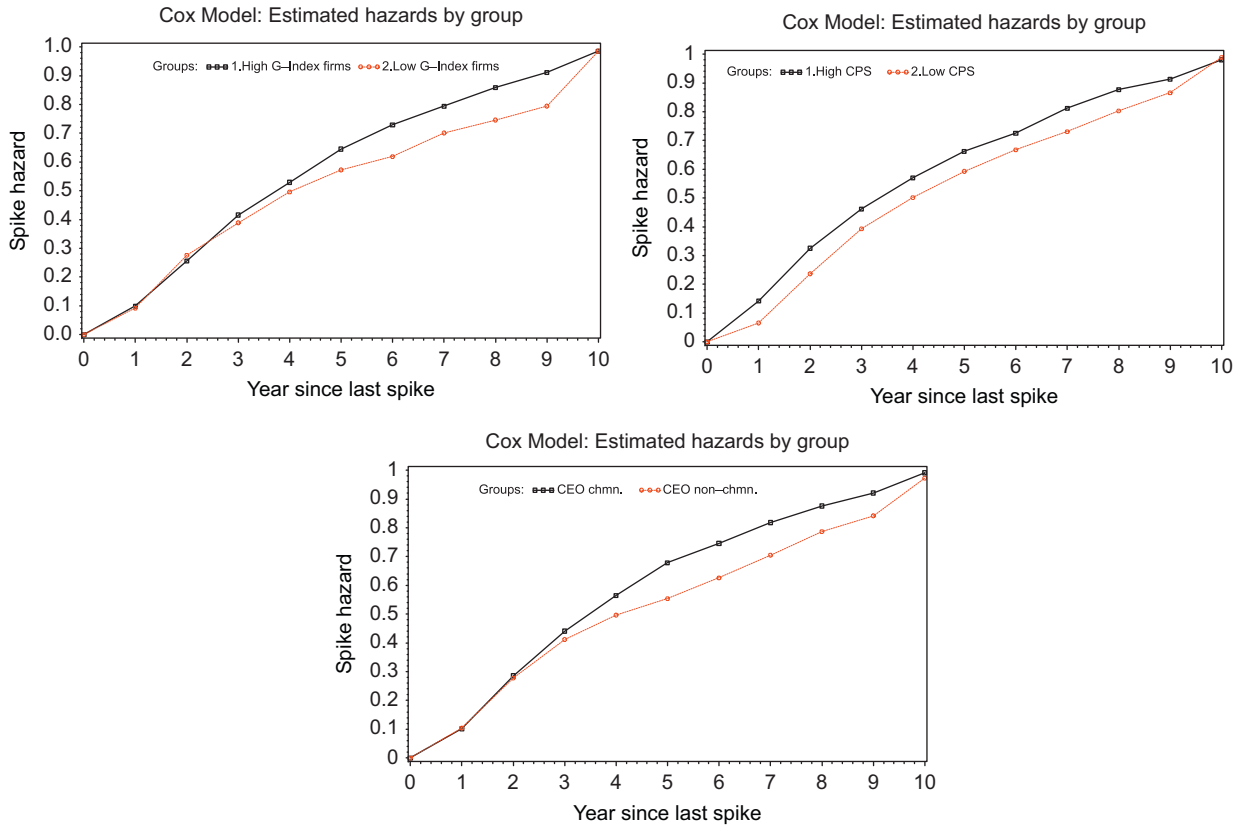 Cox Model: Estimated hazards by group
Groups: 1.High G–Index firms 2.Low G–Index firms
Spike hazard
1.0
0.9
0.8
0.7
0.6
0.5
0.4
0.3
0.2
0.1
0.0
0 1 2 3 4 5 6 7 8 9 10
Year since last spike
Cox Model: Estimated hazards by group
Groups: 1.High CPS 2.Low CPS
Spike hazard
1
0.9
0.8
0.7
0.6
0.5
0.4
0.3
0.2
0.1
0
0 1 2 3 4 5 6 7 8 9 10
Year since last spike
Cox Model: Estimated hazards by group
Groups: CEO chmn. CEO non–chmn.
Spike hazard
1
0.9
0.8
0.7
0.6
0.5
0.4
0.3
0.2
0.1
0
0 1 2 3 4 5 6 7 8 9 10
Year since last spike